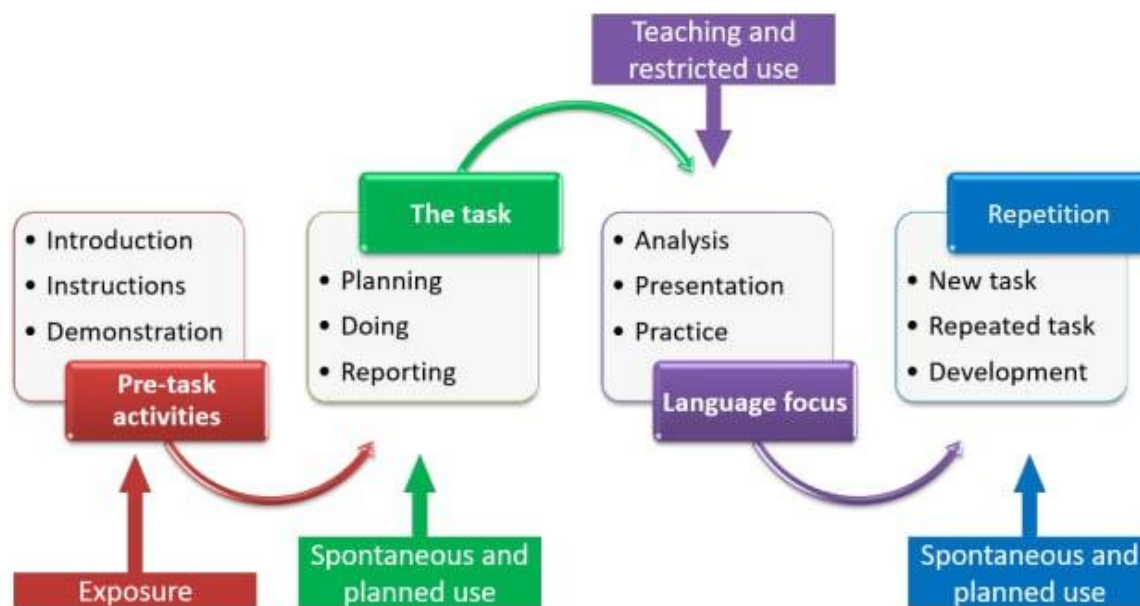 Teaching and
restricted use
The task
Repetition
• Introduction
• Instructions
• Demonstration
Pre-task
activities
• Planning
• Doing
• Reporting
• Analysis
• Presentation
• Practice
Language focus
• New task
• Repeated task
• Development
Exposure
Spontaneous and
planned use
Spontaneous and
planned use